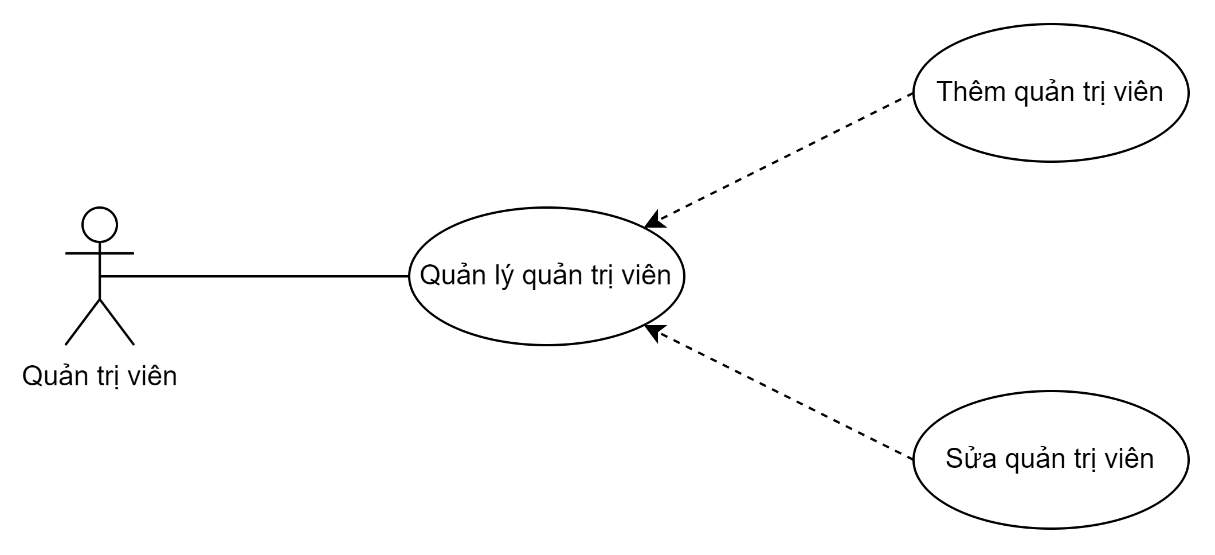 Thêm quản trị viên
Quản lý quản trị viên
Quản trị viên
Sửa quản trị viên